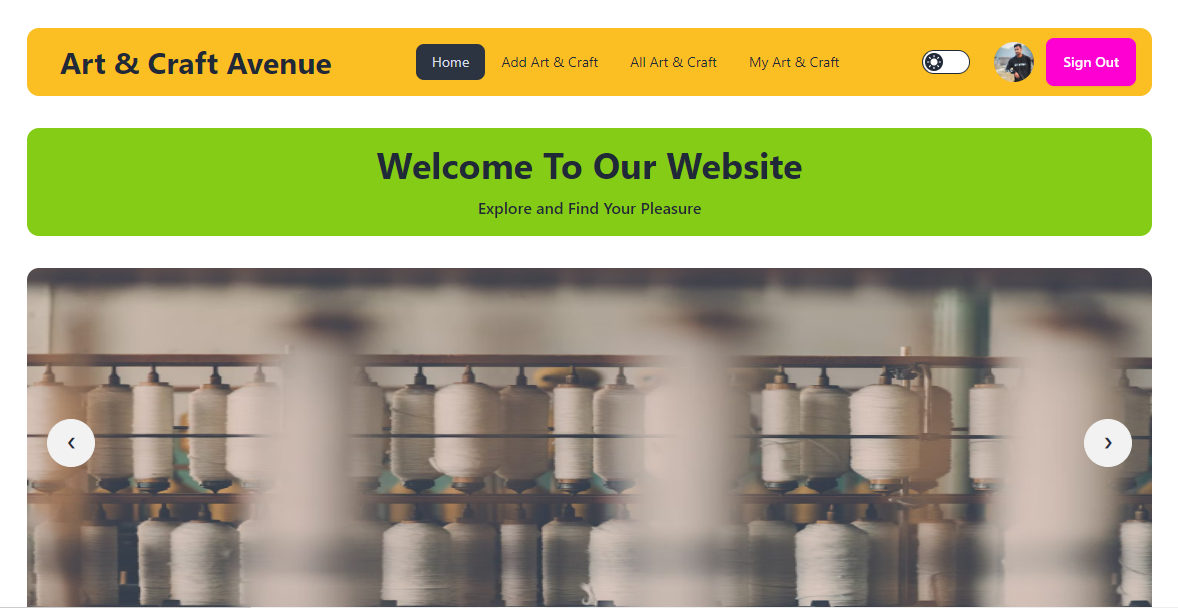 Art & Craft Avenue
Home
Add Art & Craft
All Art & Craft
My Art & Craft
Sign Out
Welcome To Our Website
Explore and Find Your Pleasure